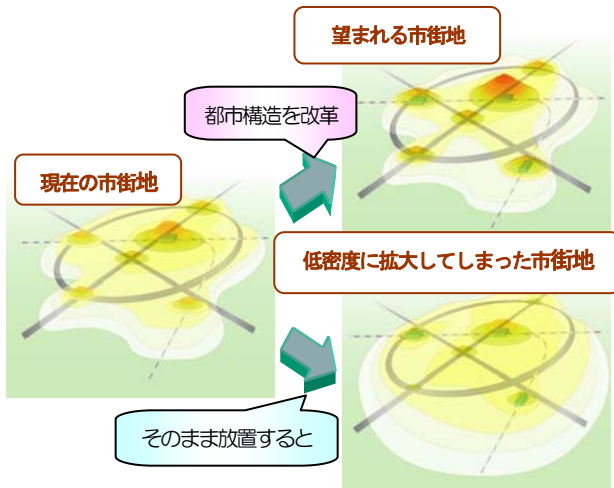 望まれる市街地
都市構造を改革
現在の市街地
低密度に拡大してしまった市街地
そのまま放置すると